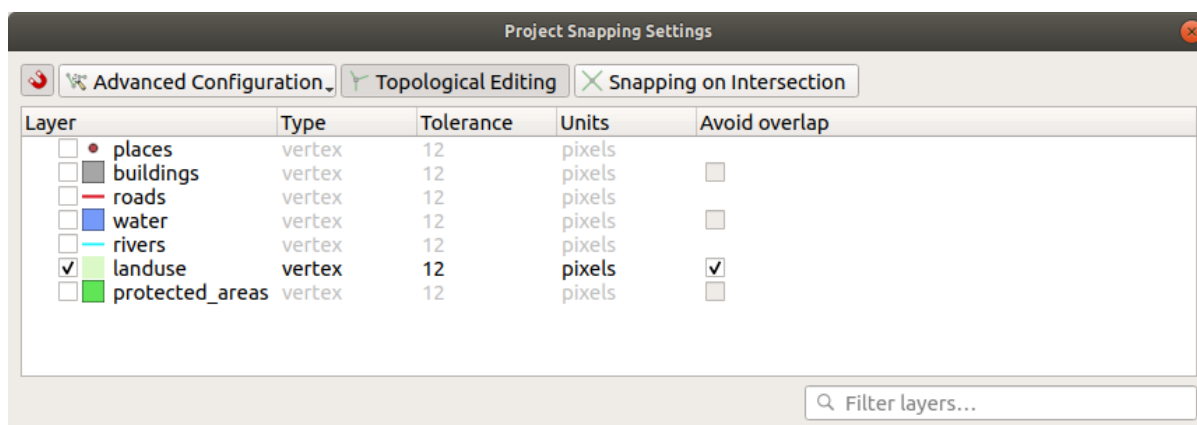 Project Snapping Settings
Advanced Configuration Topological Editing Snapping on Intersection
Layer Type Tolerance Units Avoid overlap
places vertex 12 pixels
buildings vertex 12 pixels
roads vertex 12 pixels
water vertex 12 pixels
rivers vertex 12 pixels
landuse vertex 12 pixels
protected_areas vertex 12 pixels
Filter layers...